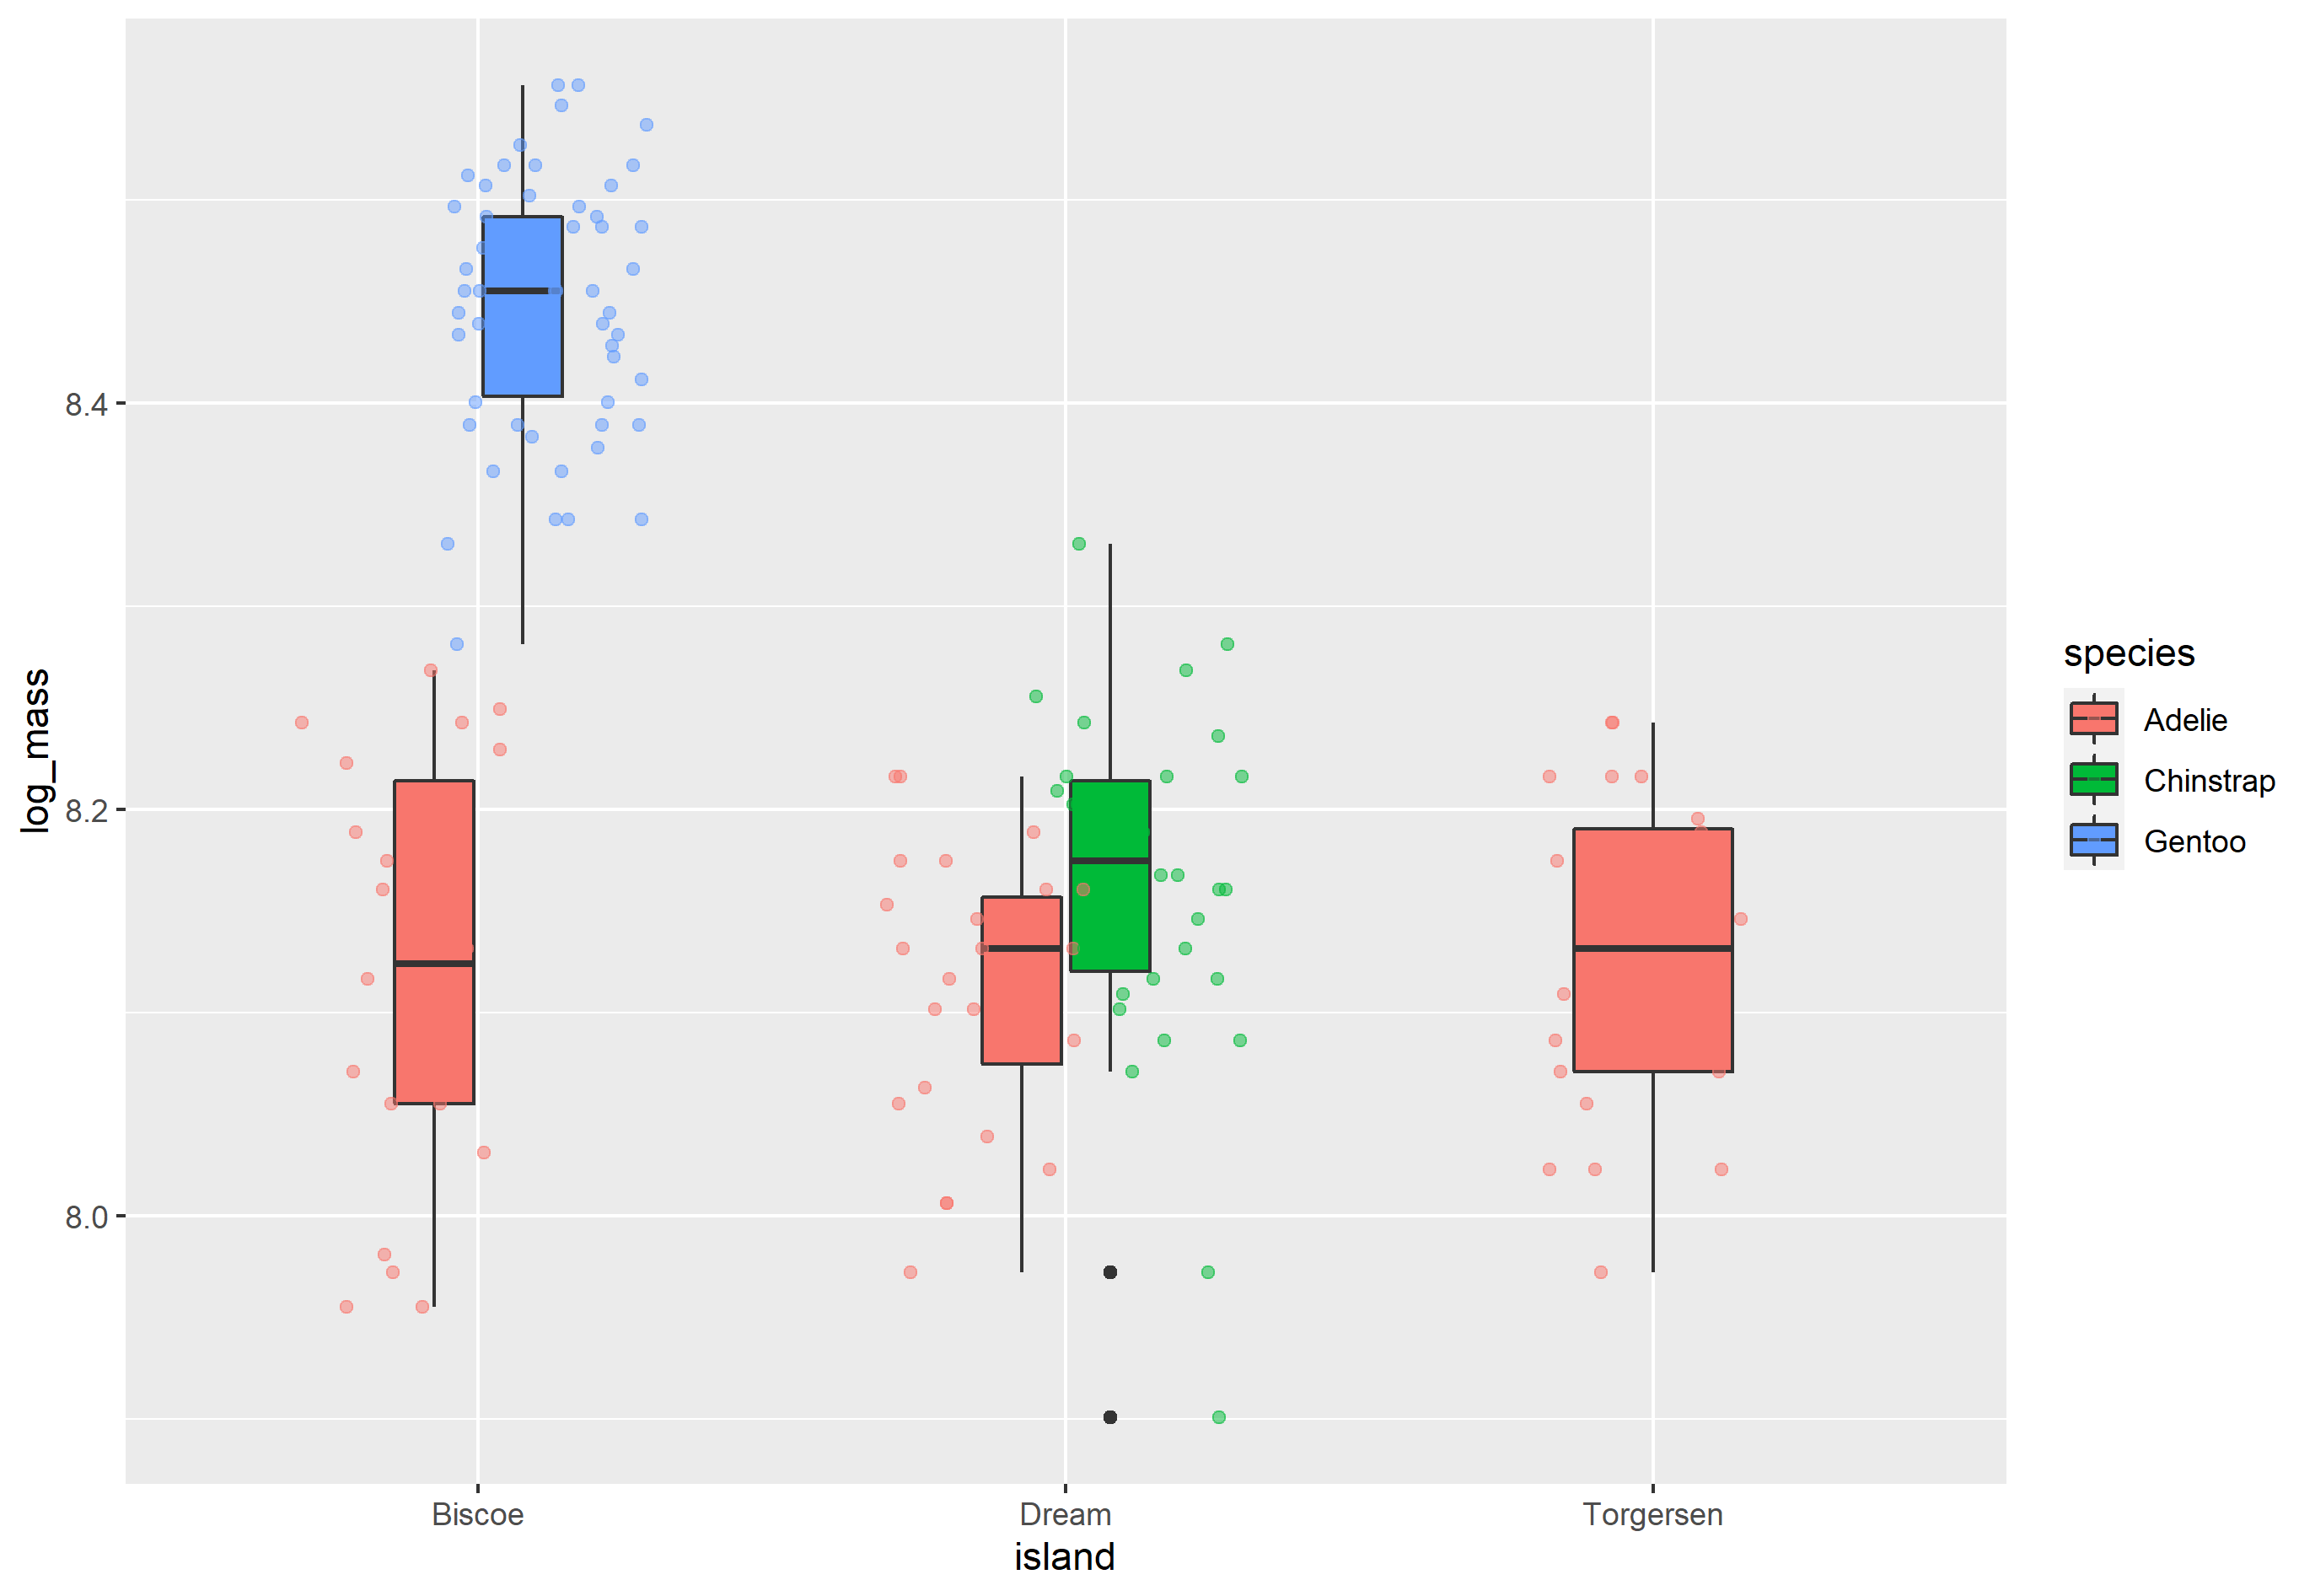 log_mass
8.4
8.2
8.0
Biscoe
Dream
Torgersen
island
species
Adelie
Chinstrap
Gentoo